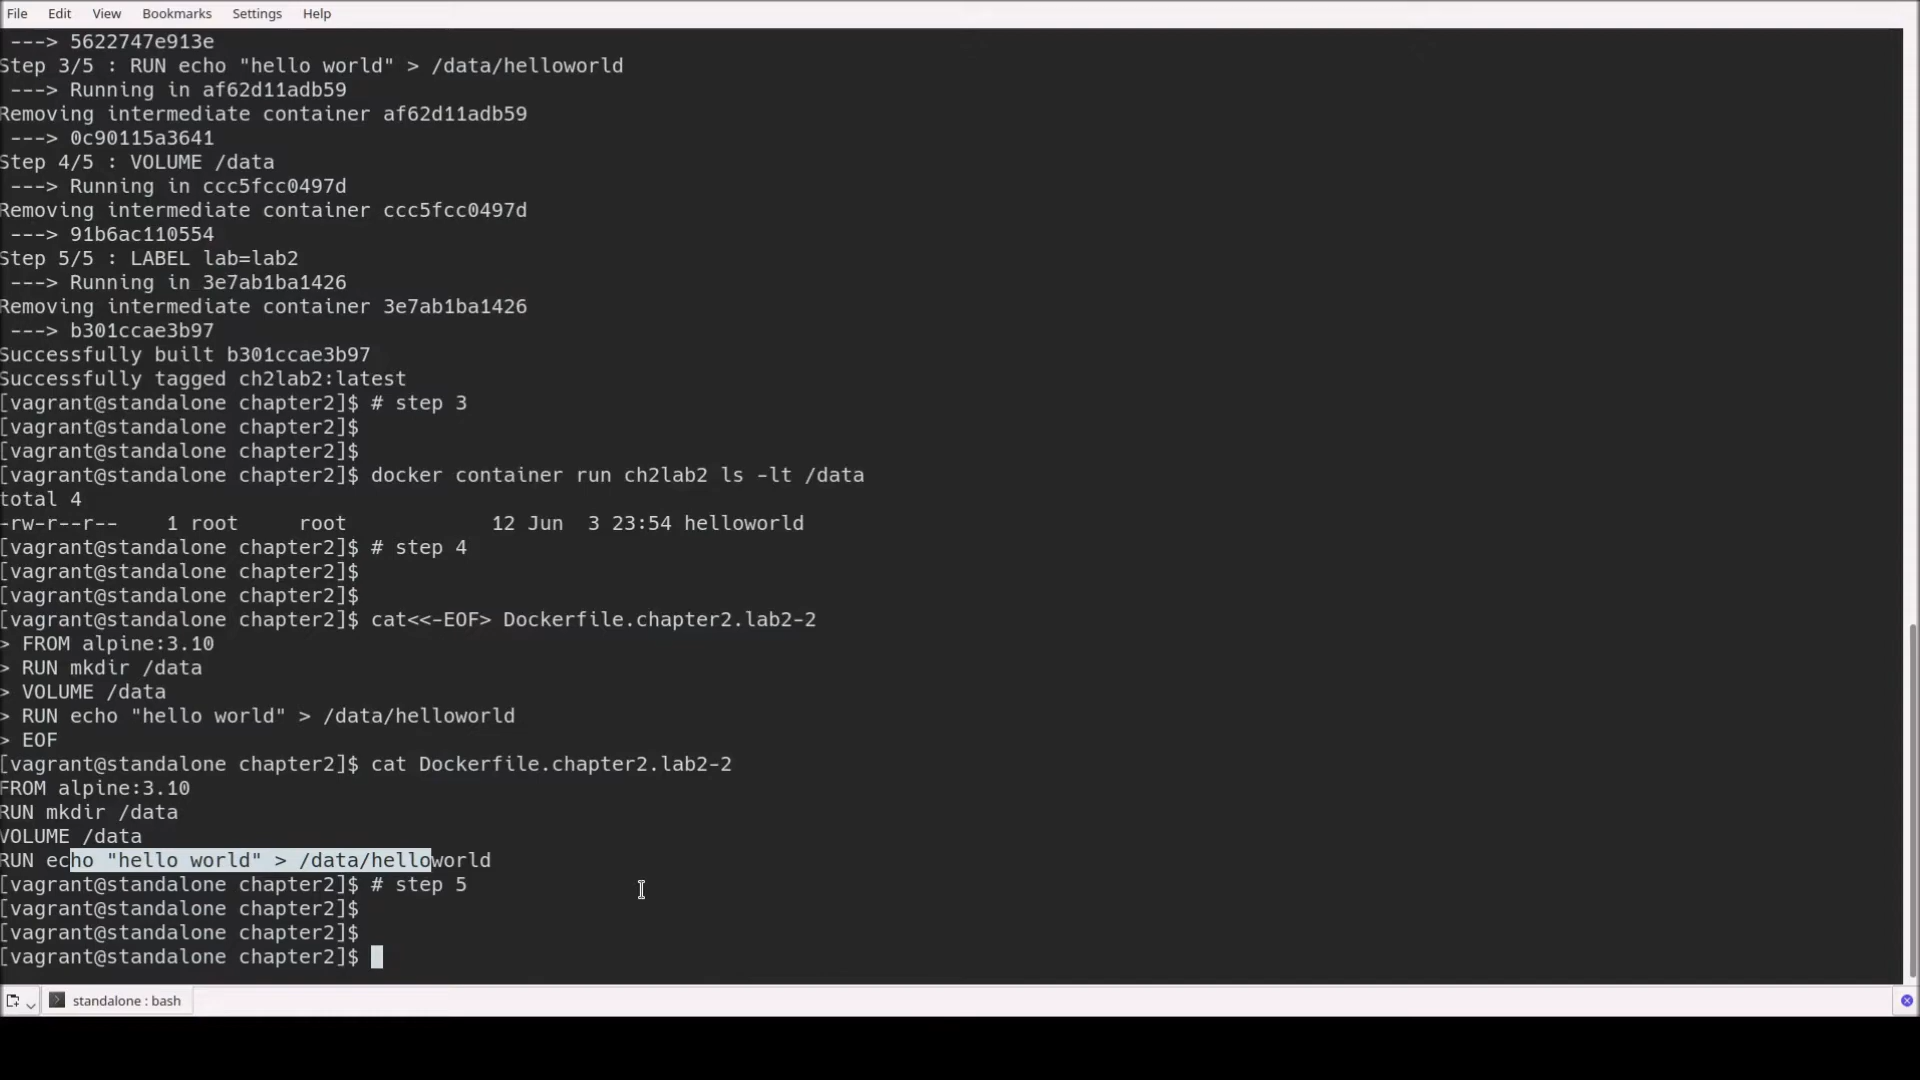 File Edit View Bookmarks Settings Help
---> 5622747e913e
Step 3/5 : RUN echo "hello world" > /data/helloworld
---> Running in af62d11adb59
Removing intermediate container af62d11adb59
---> 0c90115a3641
Step 4/5 : VOLUME /data
---> Running in ccc5fcc0497d
Removing intermediate container ccc5fcc0497d
---> 91b6ac110554
Step 5/5 : LABEL lab=lab2
---> Running in 3e7ab1ba1426
Removing intermediate container 3e7ab1ba1426
---> b301ccae3b97
Successfully built b301ccae3b97
Successfully tagged ch2lab2:latest
[vagrant@standalone chapter2]$ # step 3
[vagrant@standalone chapter2]$
[vagrant@standalone chapter2]$
[vagrant@standalone chapter2]$ docker container run ch2lab2 ls -lt /data
total 4
-rw-r--r--    1 root     root            12 Jun  3 23:54 helloworld
[vagrant@standalone chapter2]$ # step 4
[vagrant@standalone chapter2]$
[vagrant@standalone chapter2]$
[vagrant@standalone chapter2]$ cat<<-EOF> Dockerfile.chapter2.lab2-2
> FROM alpine:3.10
> RUN mkdir /data
> VOLUME /data
> RUN echo "hello world" > /data/helloworld
> EOF
[vagrant@standalone chapter2]$ cat Dockerfile.chapter2.lab2-2
FROM alpine:3.10
RUN mkdir /data
VOLUME /data
RUN echo "hello world" > /data/helloworld
[vagrant@standalone chapter2]$ # step 5
[vagrant@standalone chapter2]$
[vagrant@standalone chapter2]$
[vagrant@standalone chapter2]$
standalone : bash